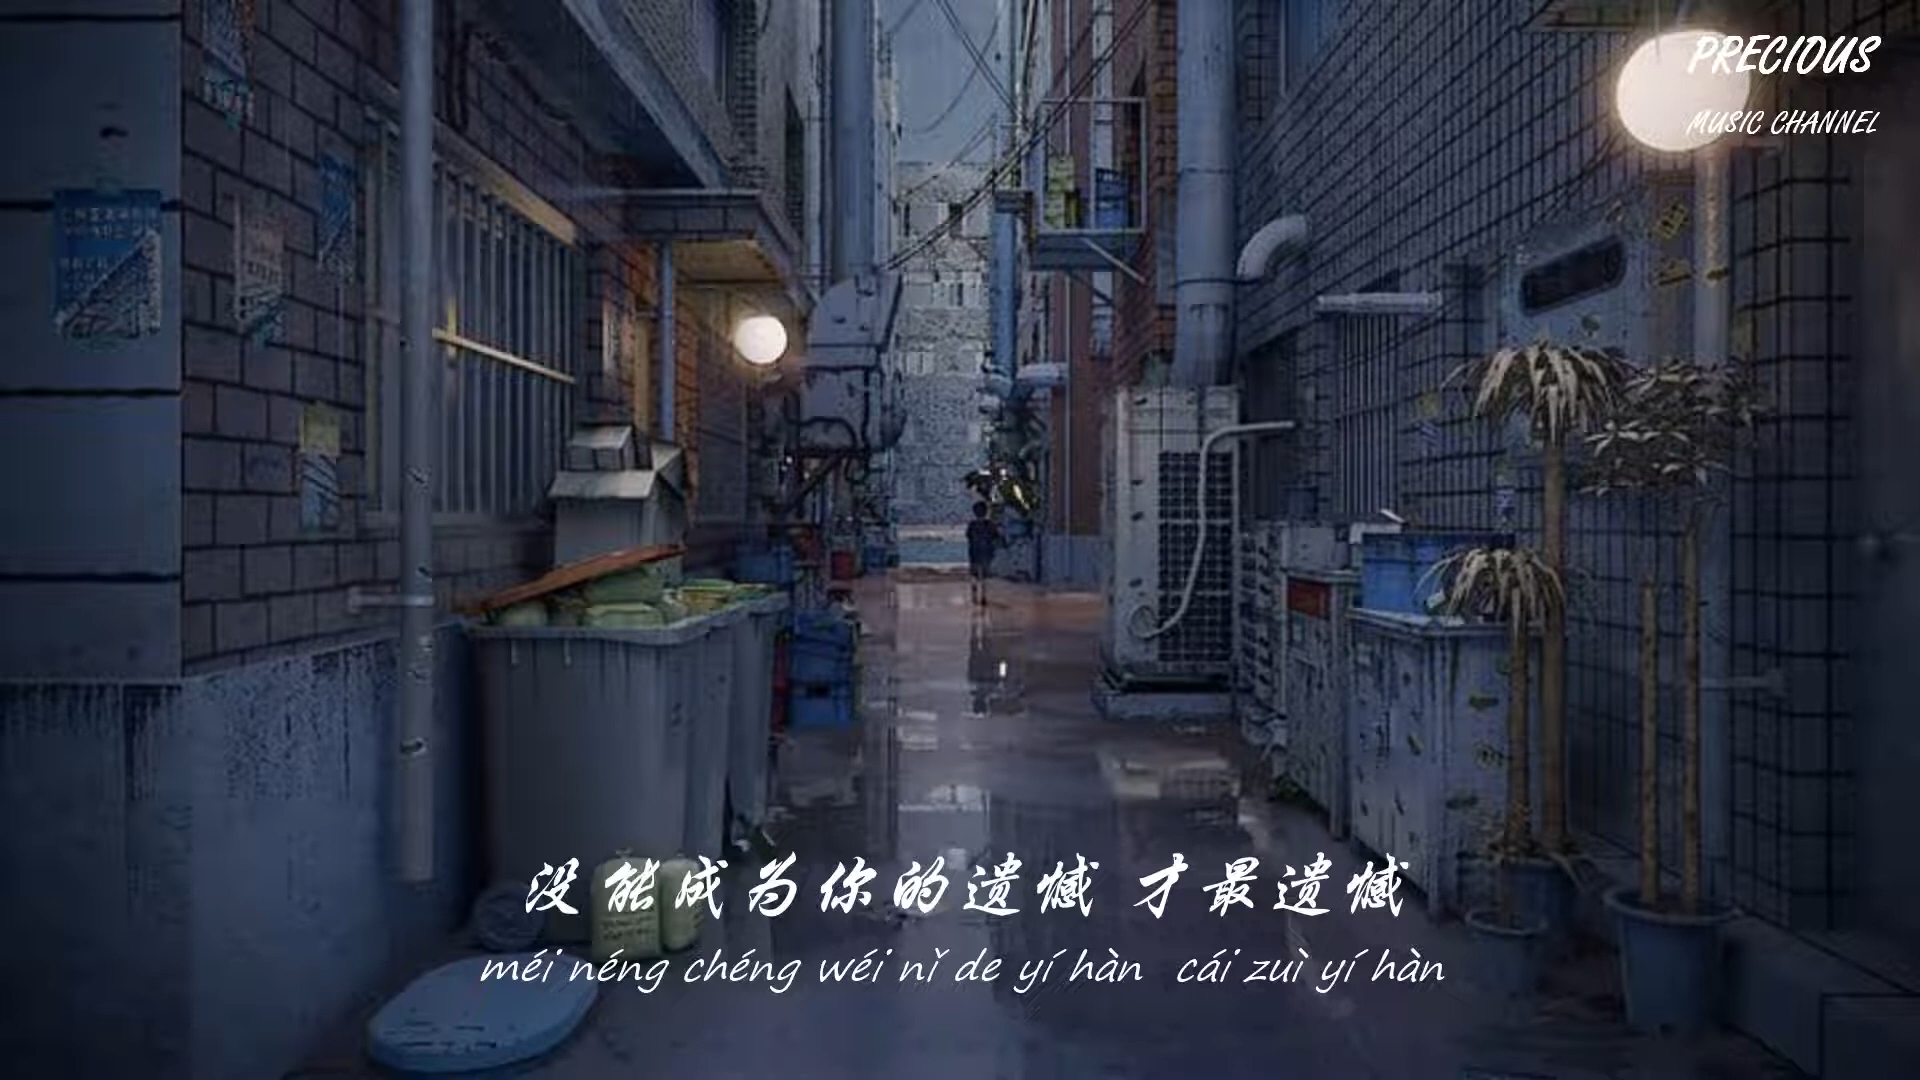 PRECIOUS
MUSIC CHANNEL
没能成为你的遗憾 才最遗憾
méi néng chéng wéi nǐ de yí hàn cái zuì yí hàn